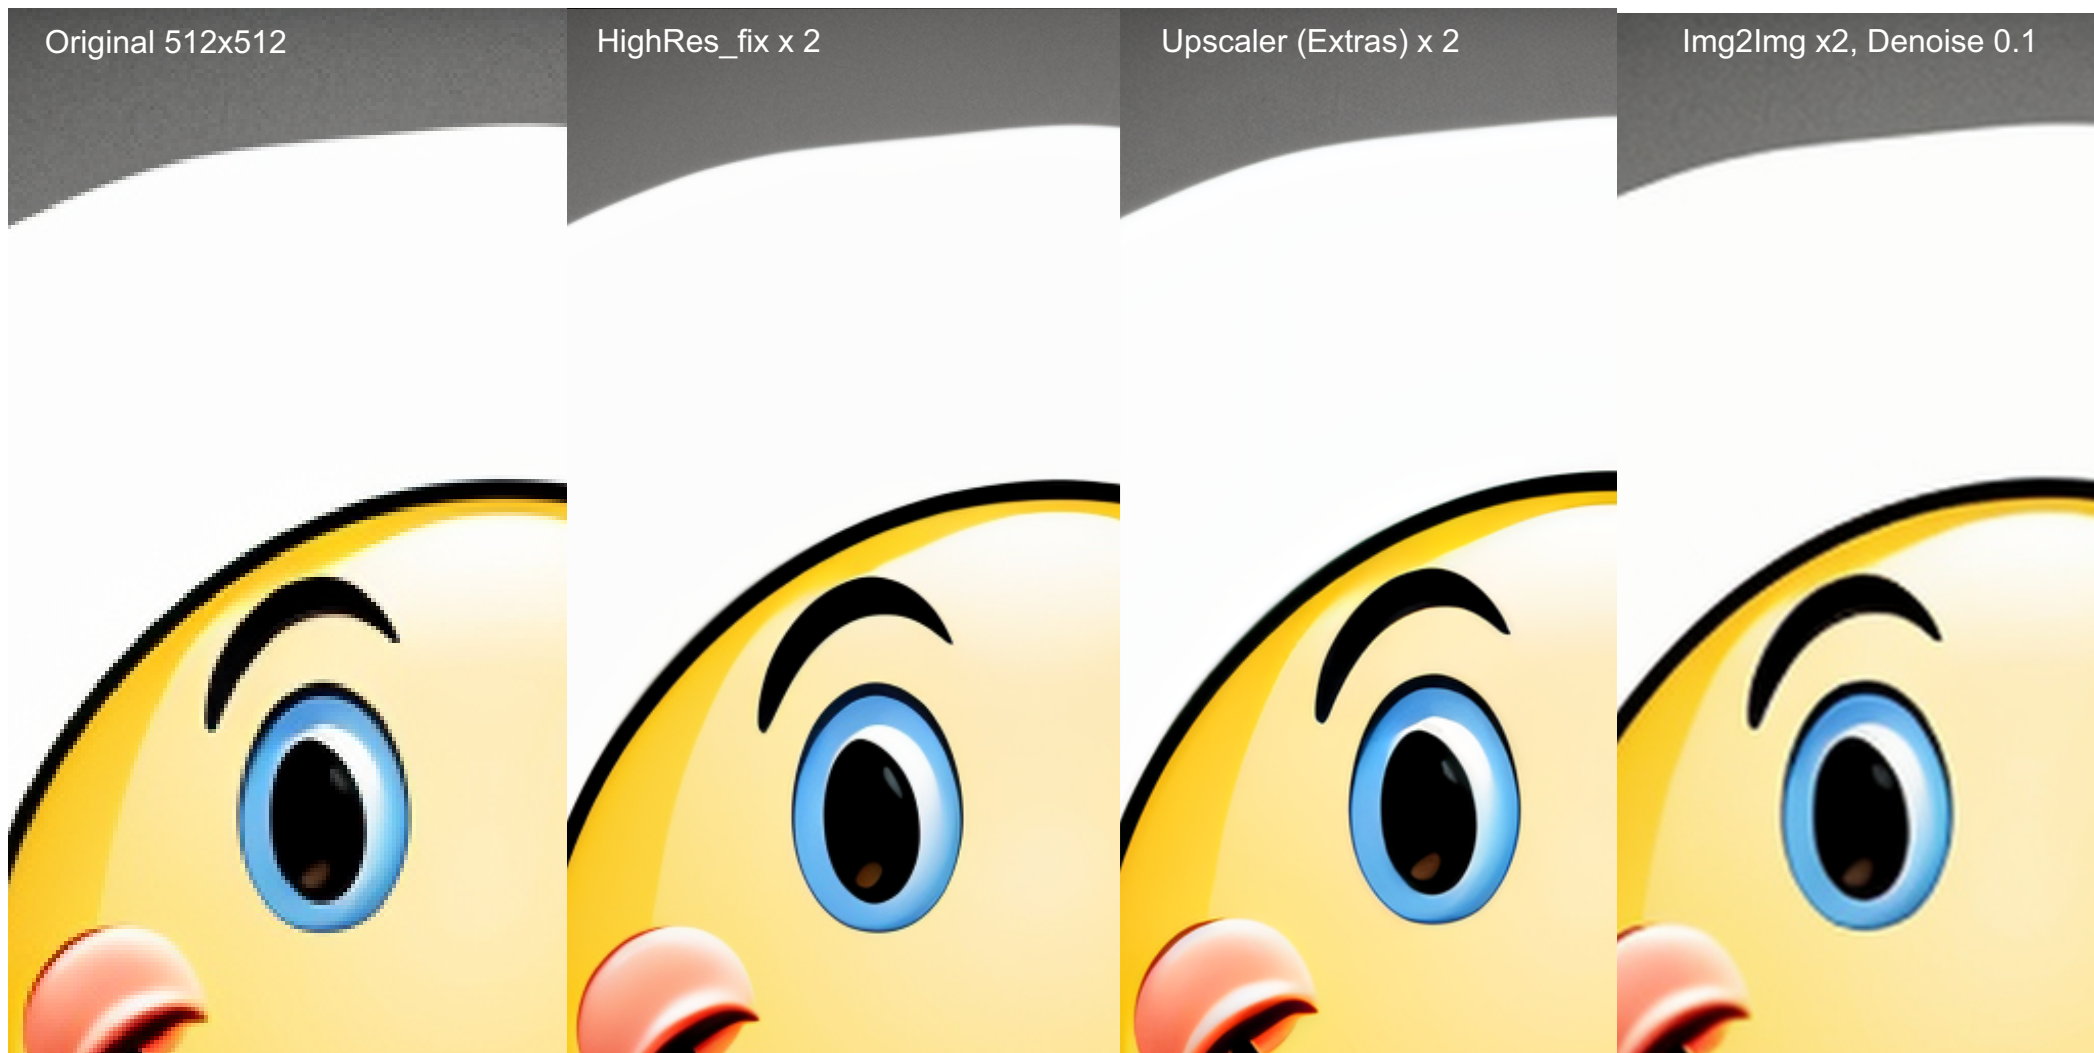 Original 512x512
HighRes_fix x 2
Upscaler (Extras) x 2
Img2Img x2, Denoise 0.1